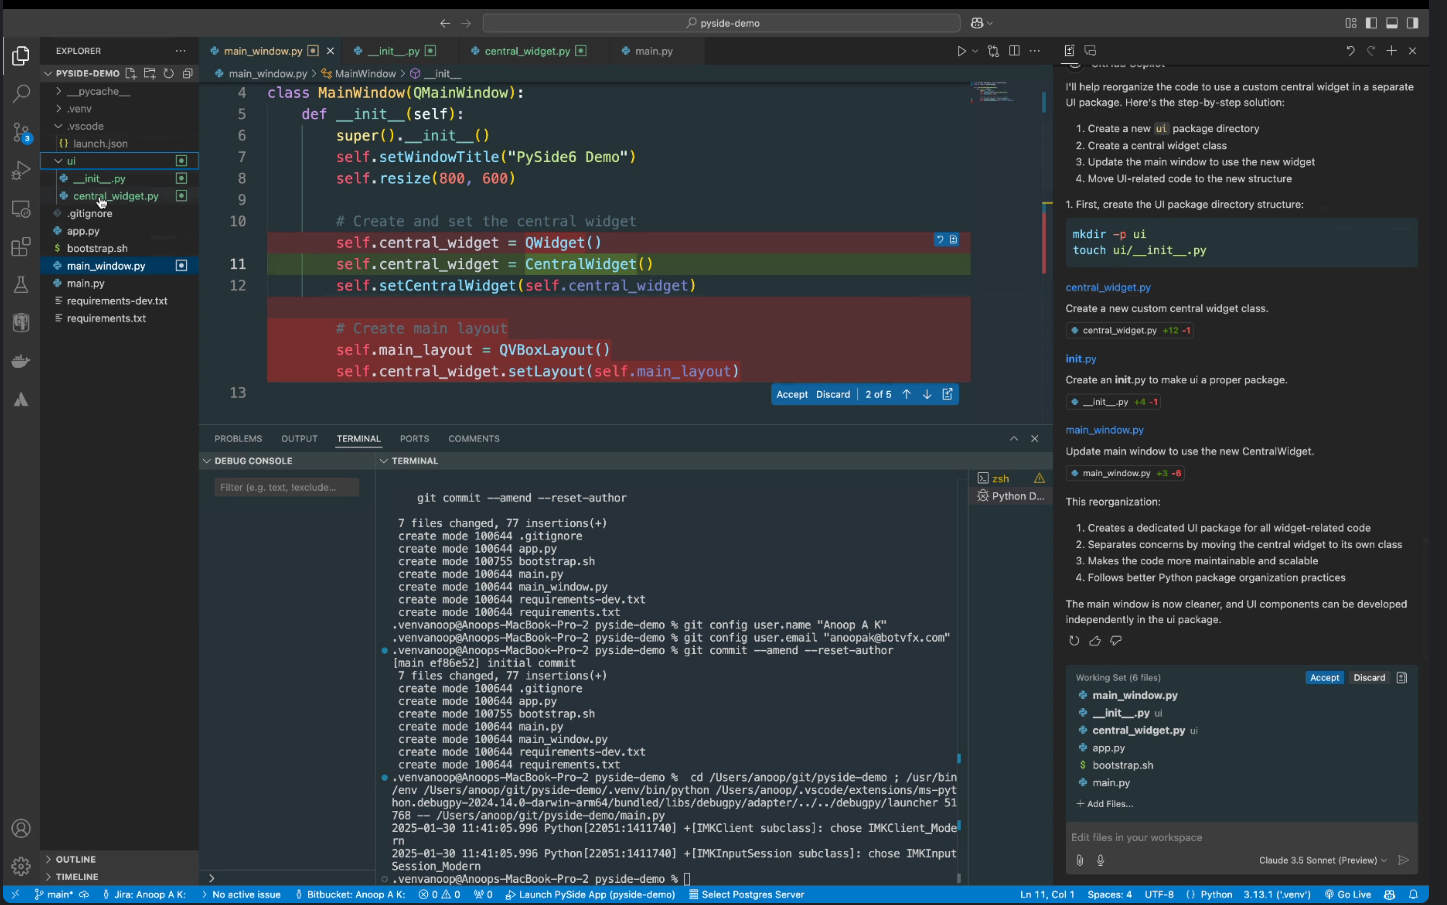 pyside-demo
EXPLORER
PYSIDE-DEMO
__pycache__
.venv
.vscode
launch.json
ui
__init__.py
central_widget.py
.gitignore
app.py
bootstrap.sh
main_window.py
main.py
requirements-dev.txt
requirements.txt
OUTLINE
TIMELINE
3
main_window.py
__init__.py
central_widget.py
main.py
main_window.py > MainWindow > __init__
4 class MainWindow(QMainWindow):
5 def __init__(self):
6 super().__init__()
7 self.setWindowTitle("PySide6 Demo")
8 self.resize(800, 600)
9
10 # Create and set the central widget
self.central_widget = QWidget()
11 self.central_widget = CentralWidget()
12 self.setCentralWidget(self.central_widget)
# Create main layout
self.main_layout = QVBoxLayout()
self.central_widget.setLayout(self.main_layout)
13
Accept Discard 2 of 5
PROBLEMS OUTPUT TERMINAL PORTS COMMENTS
DEBUG CONSOLE
Filter (e.g. text, !exclude...
TERMINAL
zsh
Python D...
git commit --amend --reset-author
7 files changed, 77 insertions(+)
create mode 100644 .gitignore
create mode 100644 app.py
create mode 100755 bootstrap.sh
create mode 100644 main.py
create mode 100644 main_window.py
create mode 100644 requirements-dev.txt
create mode 100644 requirements.txt
.venvanoop@Anoops-MacBook-Pro-2 pyside-demo % git config user.name "Anoop A K"
.venvanoop@Anoops-MacBook-Pro-2 pyside-demo % git config user.email "anoopak@botvfx.com"
.venvanoop@Anoops-MacBook-Pro-2 pyside-demo % git commit --amend --reset-author
[main ef86e52] initial commit
7 files changed, 77 insertions(+)
create mode 100644 .gitignore
create mode 100644 app.py
create mode 100755 bootstrap.sh
create mode 100644 main.py
create mode 100644 main_window.py
create mode 100644 requirements-dev.txt
create mode 100644 requirements.txt
.venvanoop@Anoops-MacBook-Pro-2 pyside-demo % cd /Users/anoop/git/pyside-demo ; /usr/bin
/env /Users/anoop/git/pyside-demo/.venv/bin/python /Users/anoop/.vscode/extensions/ms-pyt
hon.debugpy-2024.14.0-darwin-arm64/bundled/libs/debugpy/adapter/../../debugpy/launcher 51
768 -- /Users/anoop/git/pyside-demo/main.py
2025-01-30 11:41:05.996 Python[22051:1411740] +[IMKClient subclass]: chose IMKClient_Mode
rn
2025-01-30 11:41:05.996 Python[22051:1411740] +[IMKInputSession subclass]: chose IMKInput
Session_Modern
.venvanoop@Anoops-MacBook-Pro-2 pyside-demo %
GitHub Copilot
I'll help reorganize the code to use a custom central widget in a separate
UI package. Here's the step-by-step solution:
1. Create a new ui package directory
2. Create a central widget class
3. Update the main window to use the new widget
4. Move UI-related code to the new structure
1. First, create the UI package directory structure:
mkdir -p ui
touch ui/__init__.py
central_widget.py
Create a new custom central widget class.
central_widget.py +12 -1
init.py
Create an init.py to make ui a proper package.
__init__.py +4 -1
main_window.py
Update main window to use the new CentralWidget.
main_window.py +3 -6
This reorganization:
1. Creates a dedicated UI package for all widget-related code
2. Separates concerns by moving the central widget to its own class
3. Makes the code more maintainable and scalable
4. Follows better Python package organization practices
The main window is now cleaner, and UI components can be developed
independently in the ui package.
Working Set (6 files) Accept Discard
main_window.py
__init__.py ui
central_widget.py ui
app.py
bootstrap.sh
main.py
+ Add Files...
Edit files in your workspace
Claude 3.5 Sonnet (Preview)
main* Jira: Anoop A K: No active issue Bitbucket: Anoop A K: 0 0 0 Launch PySide App (pyside-demo) Select Postgres Server Ln 11, Col 1 Spaces: 4 UTF-8 Python 3.13.1 ('.venv') Go Live